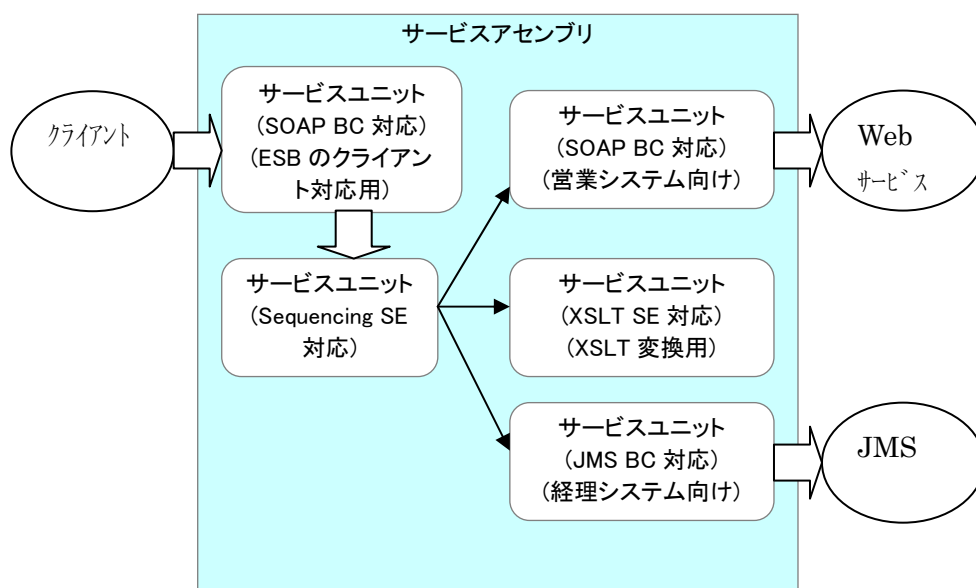 サービスアセンブリ
クライアント
サービスユニット
(SOAP BC 対応)
(ESB のクライアン
ト対応用)
サービスユニット
(SOAP BC 対応)
(営業システム向け)
Web
サービス
サービスユニット
(Sequencing SE
対応)
サービスユニット
(XSLT SE 対応)
(XSLT 変換用)
サービスユニット
(JMS BC 対応)
(経理システム向け)
JMS